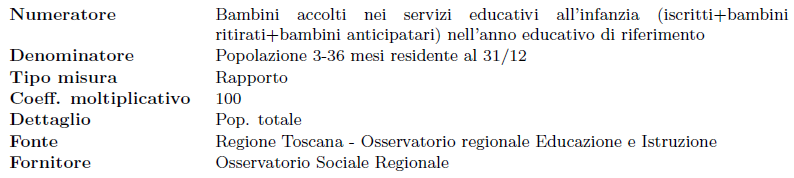 Numeratore Bambini accolti nei servizi educativi all'infanzia (iscritti+bambini
ritirati+bambini anticipatari) nell'anno educativo di riferimento
Denominatore Popolazione 3-36 mesi residente al 31/12
Tipo misura Rapporto
Coeff. moltiplicativo 100
Dettaglio Pop. totale
Fonte Regione Toscana - Osservatorio regionale Educazione e Istruzione
Fornitore Osservatorio Sociale Regionale